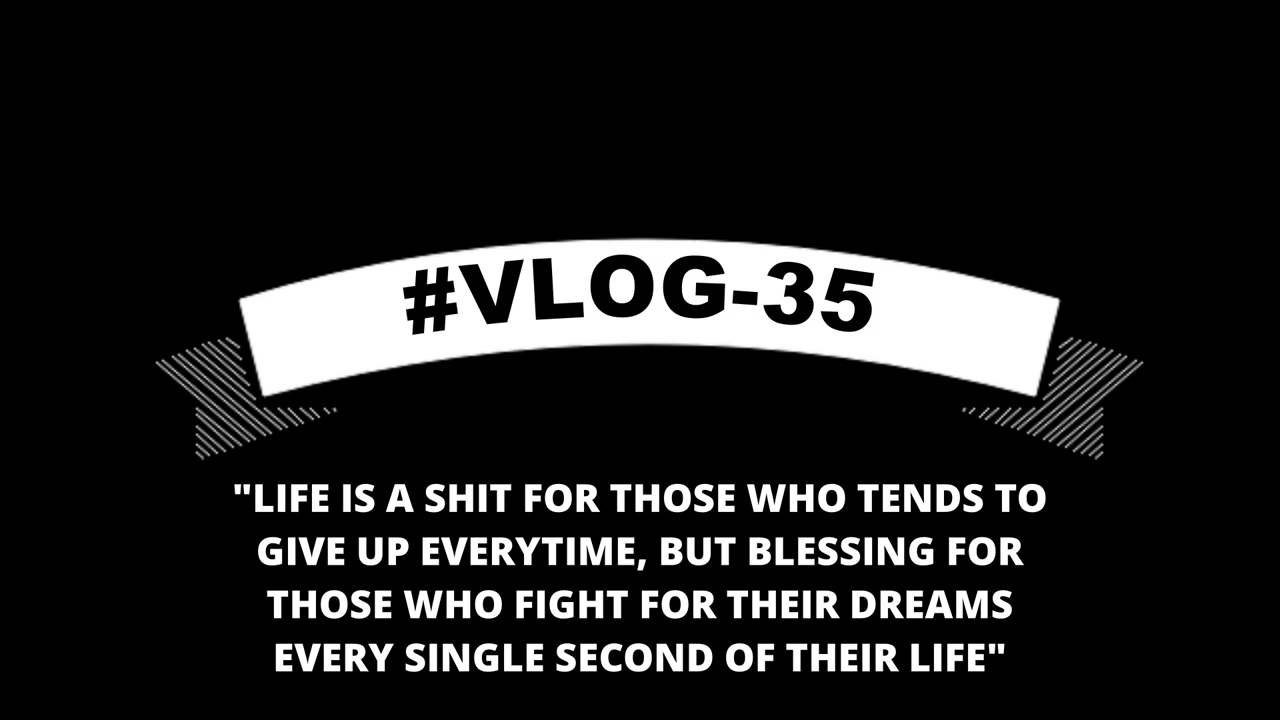 #VLOG-35
"LIFE IS A SHIT FOR THOSE WHO TENDS TO
GIVE UP EVERYTIME, BUT BLESSING FOR
THOSE WHO FIGHT FOR THEIR DREAMS
EVERY SINGLE SECOND OF THEIR LIFE"